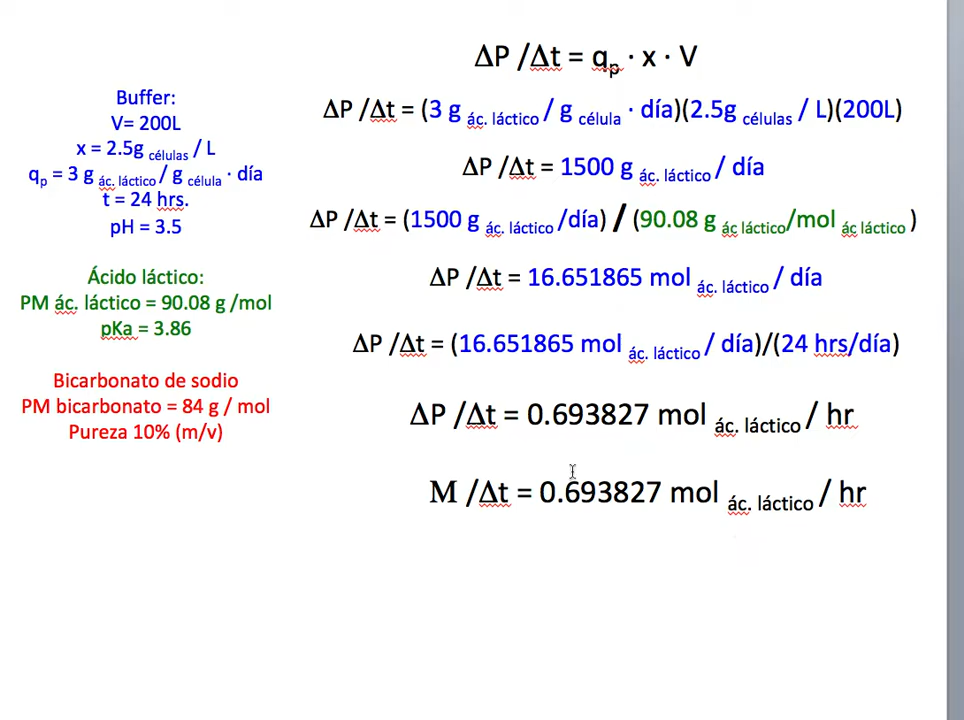 Buffer:
V= 200L
x = 2.5g células / L
qp = 3 g ác. láctico / g célula · día
t = 24 hrs.
pH = 3.5
Ácido láctico:
PM ác. láctico = 90.08 g /mol
pKa = 3.86
Bicarbonato de sodio
PM bicarbonato = 84 g / mol
Pureza 10% (m/v)
ΔP /Δt = qp · x · V
ΔP /Δt = (3 g ác. láctico / g célula · día)(2.5g células / L)(200L)
ΔP /Δt = 1500 g ác. láctico / día
ΔP /Δt = (1500 g ác. láctico /día) / (90.08 g ác láctico/mol ác láctico )
ΔP /Δt = 16.651865 mol ác. láctico / día
ΔP /Δt = (16.651865 mol ác. láctico / día)/(24 hrs/día)
ΔP /Δt = 0.693827 mol ác. láctico / hr
M /Δt = 0.693827 mol ác. láctico / hr